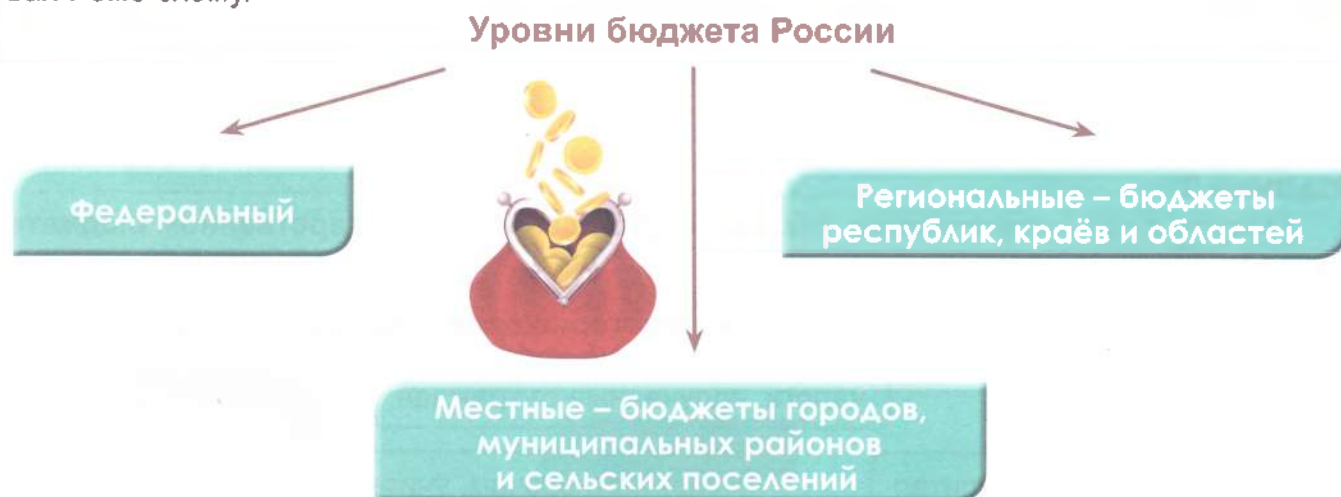 Уровни бюджета России
Федеральный
Региональные – бюджеты
республик, краёв и областей
Местные – бюджеты городов,
муниципальных районов
и сельских поселений